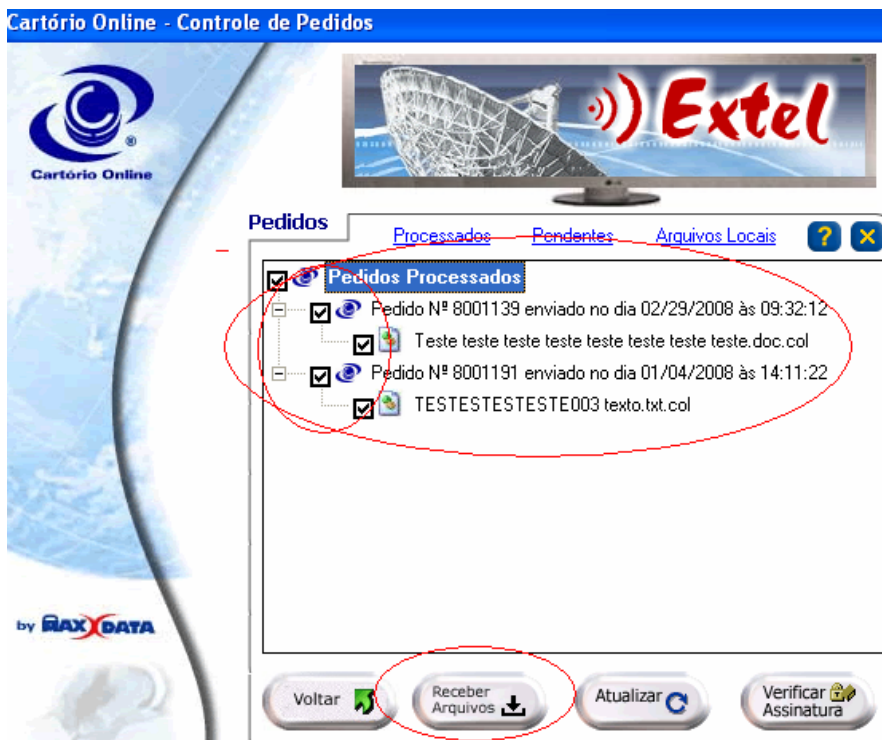 Cartório Online - Controle de Pedidos
Extel
Cartório Online
Pedidos
Processados Pendentes Arquivos Locais ?
Pedidos Processados
Pedido Nº 8001139 enviado no dia 02/29/2008 às 09:32:12
Teste teste teste teste teste teste teste teste.doc.col
Pedido Nº 8001191 enviado no dia 01/04/2008 às 14:11:22
TESTESTESTESTE003 texto.txt.col
by MAXXDATA
Voltar
Receber
Arquivos
Atualizar
Verificar
Assinatura